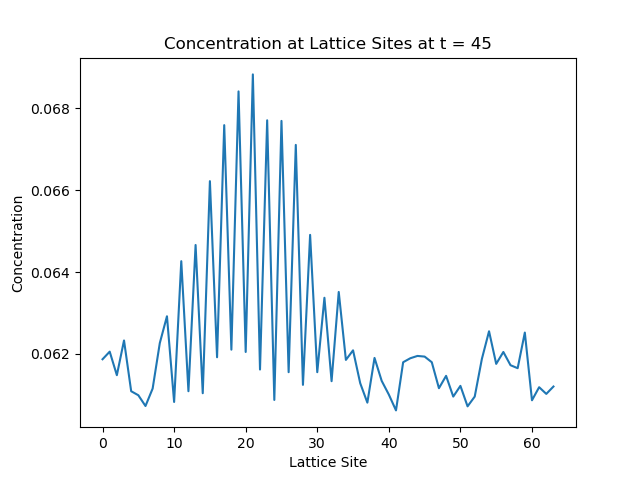 Concentration at Lattice Sites at t = 45
Concentration
0.068
0.066
0.064
0.062
0 10 20 30 40 50 60
Lattice Site